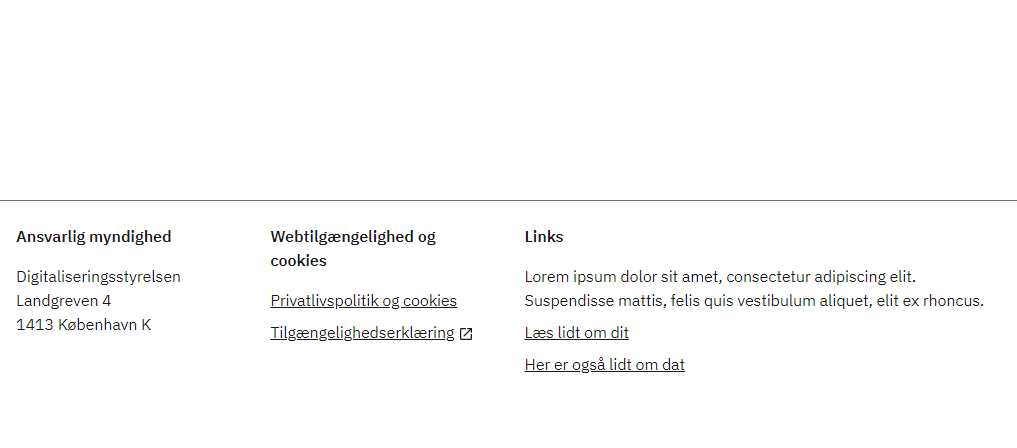 Ansvarlig myndighed
Digitaliseringsstyrelsen
Landgreven 4
1413 København K
Webtilgængelighed og
cookies
Privatlivspolitik og cookies
Tilgængelighedserklæring
Links
Lorem ipsum dolor sit amet, consectetur adipiscing elit.
Suspendisse mattis, felis quis vestibulum aliquet, elit ex rhoncus.
Læs lidt om dit
Her er også lidt om dat